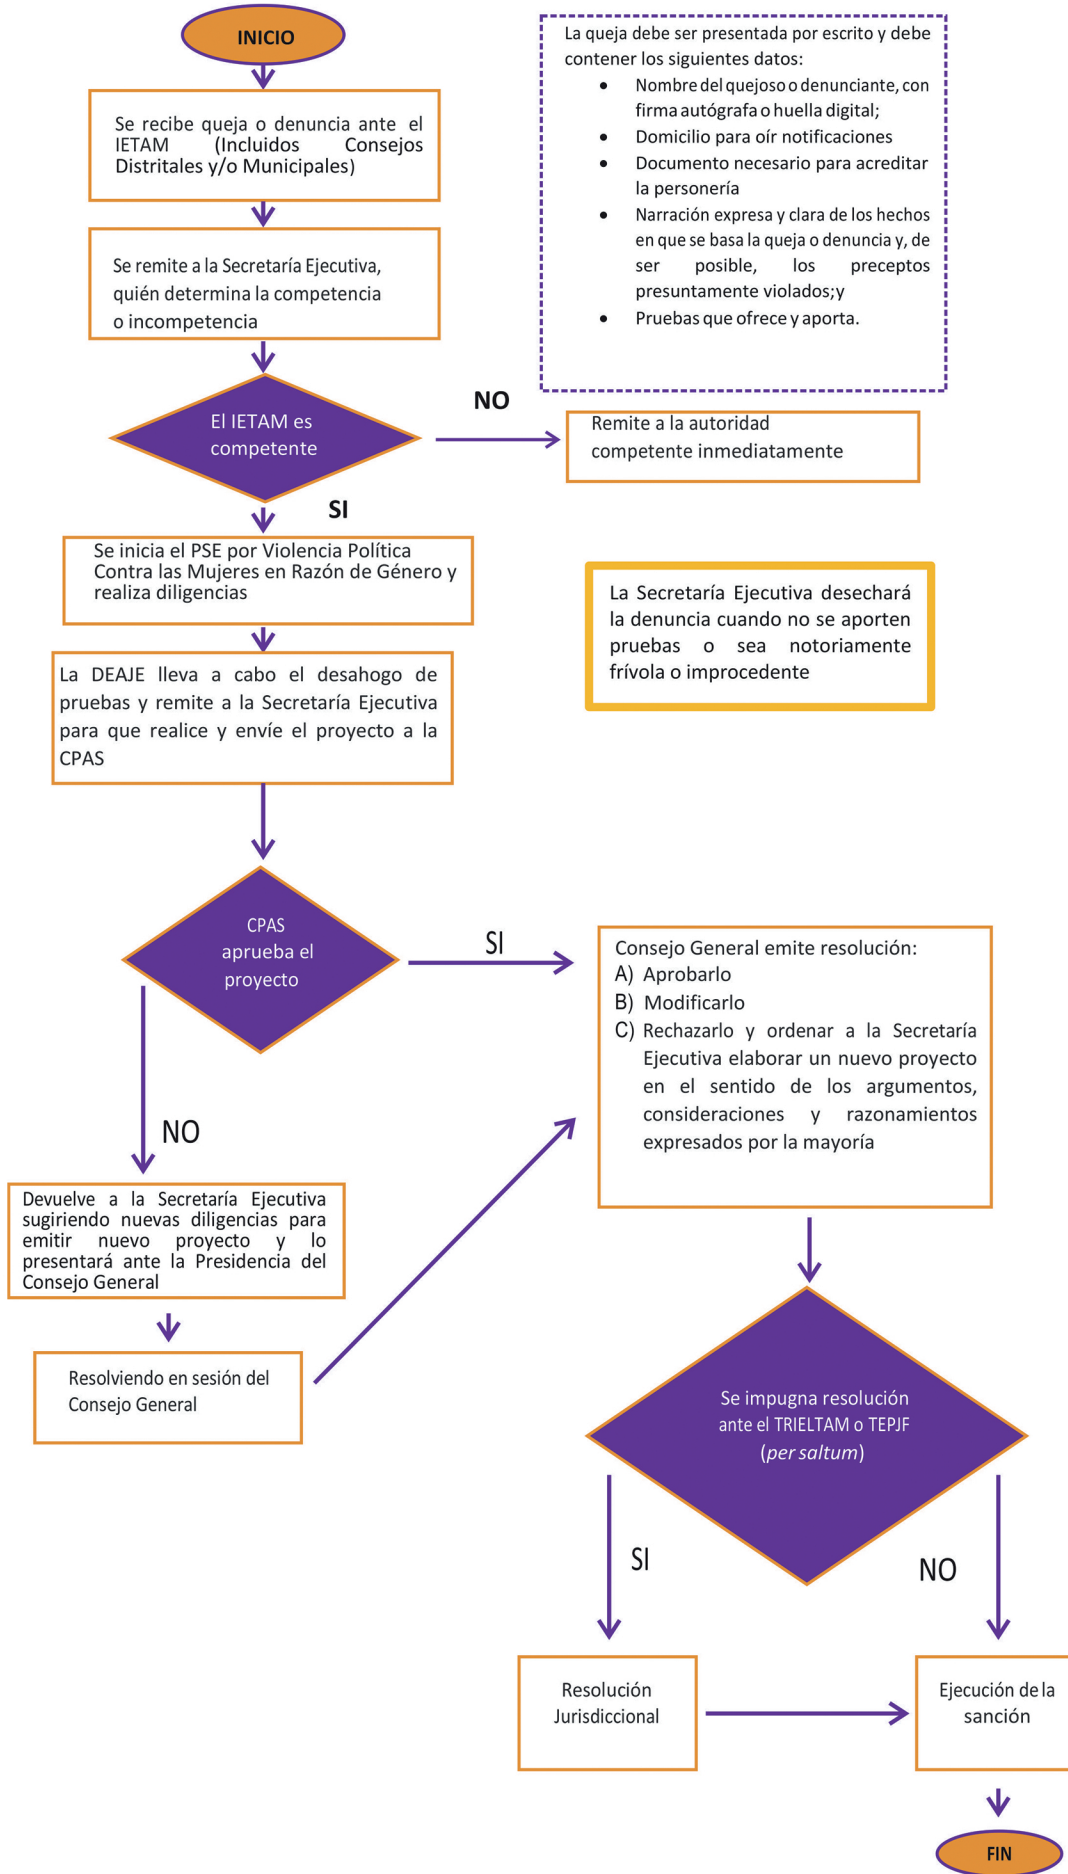 INICIO
Se recibe queja o denuncia ante el
IETAM (Incluidos Consejos
Distritales y/o Municipales)
Se remite a la Secretaría Ejecutiva,
quién determina la competencia
o incompetencia
La queja debe ser presentada por escrito y debe
contener los siguientes datos:
• Nombre del quejoso o denunciante, con
firma autógrafa o huella digital;
• Domicilio para oír notificaciones
• Documento necesario para acreditar
la personería
• Narración expresa y clara de los hechos
en que se basa la queja o denuncia y, de
ser posible, los preceptos
presuntamente violados;y
• Pruebas que ofrece y aporta.
El IETAM es
competente
NO
Remite a la autoridad
competente inmediatamente
SI
Se inicia el PSE por Violencia Política
Contra las Mujeres en Razón de Género y
realiza diligencias
La Secretaría Ejecutiva desechará
la denuncia cuando no se aporten
pruebas o sea notoriamente
frívola o improcedente
La DEAJE lleva a cabo el desahogo de
pruebas y remite a la Secretaría Ejecutiva
para que realice y envíe el proyecto a la
CPAS
CPAS
aprueba el
proyecto
SI
Consejo General emite resolución:
A) Aprobarlo
B) Modificarlo
C) Rechazarlo y ordenar a la Secretaría
Ejecutiva elaborar un nuevo proyecto
en el sentido de los argumentos,
consideraciones y razonamientos
expresados por la mayoría
NO
Devuelve a la Secretaría Ejecutiva
sugiriendo nuevas diligencias para
emitir nuevo proyecto y lo
presentará ante la Presidencia del
Consejo General
Resolviendo en sesión del
Consejo General
Se impugna resolución
ante el TRIELTAM o TEPJF
(per saltum)
SI
NO
Resolución
Jurisdiccional
Ejecución de la
sanción
FIN